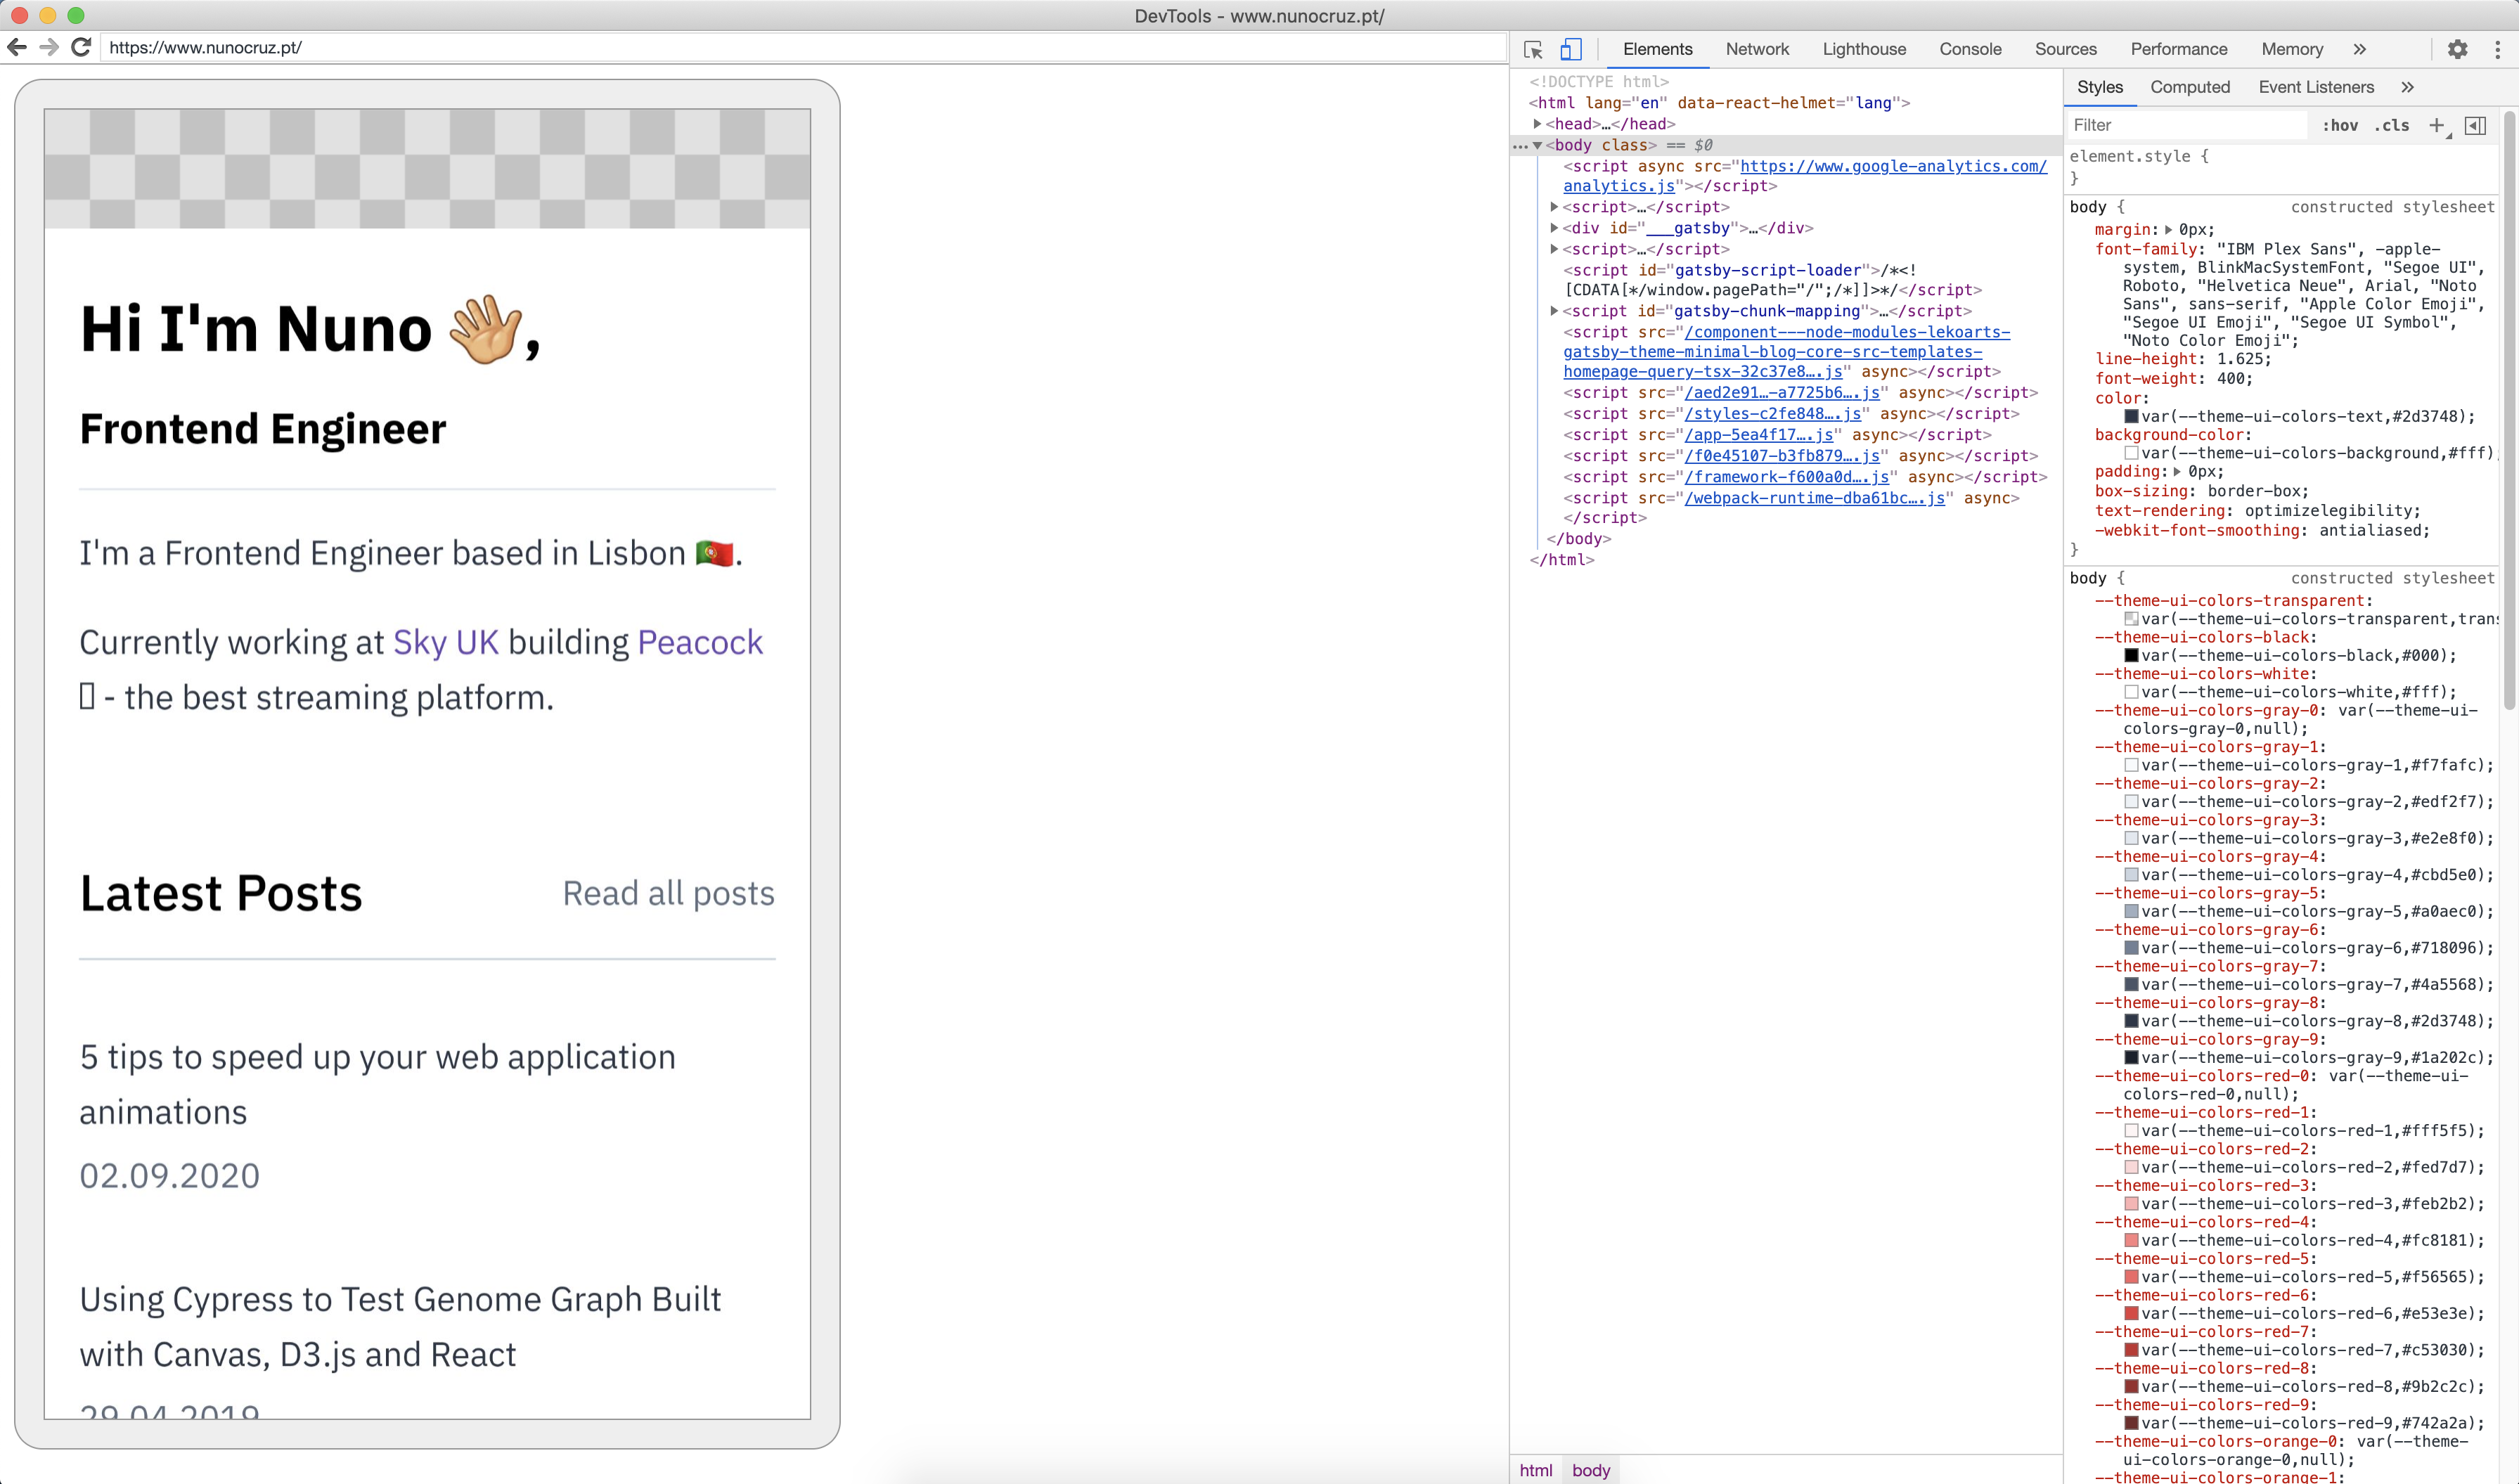 DevTools - www.nunocruz.pt/
https://www.nunocruz.pt/
Hi I'm Nuno 👋🏼,
Frontend Engineer
I'm a Frontend Engineer based in Lisbon 🇵🇹.
Currently working at Sky UK building Peacock
- the best streaming platform.
Latest Posts
Read all posts
5 tips to speed up your web application
animations
02.09.2020
Using Cypress to Test Genome Graph Built
with Canvas, D3.js and React
29.04.2019
Elements Network Lighthouse Console Sources Performance Memory »
<!DOCTYPE html>
<html lang="en" data-react-helmet="lang">
▶<head>…</head>
…▼<body class> == $0
<script async src="https://www.google-analytics.com/
analytics.js"></script>
▶<script>…</script>
▶<div id="___gatsby">…</div>
▶<script>…</script>
<script id="gatsby-script-loader">/*<!
[CDATA[*/window.pagePath="/";/*]]>*/</script>
▶<script id="gatsby-chunk-mapping">…</script>
<script src="/component---node-modules-lekoarts-
gatsby-theme-minimal-blog-core-src-templates-
homepage-query-tsx-32c37e8….js" async></script>
<script src="/aed2e91…-a7725b6….js" async></script>
<script src="/styles-c2fe848….js" async></script>
<script src="/app-5ea4f17….js" async></script>
<script src="/f0e45107-b3fb879….js" async></script>
<script src="/framework-f600a0d….js" async></script>
<script src="/webpack-runtime-dba61bc….js" async>
</script>
</body>
</html>
html body
Styles Computed Event Listeners »
Filter :hov .cls +
element.style {
}
body { constructed stylesheet
margin:▶ 0px;
font-family: "IBM Plex Sans", -apple-
system, BlinkMacSystemFont, "Segoe UI",
Roboto, "Helvetica Neue", Arial, "Noto
Sans", sans-serif, "Apple Color Emoji",
"Segoe UI Emoji", "Segoe UI Symbol",
"Noto Color Emoji";
line-height: 1.625;
font-weight: 400;
color:
var(--theme-ui-colors-text,#2d3748);
background-color:
var(--theme-ui-colors-background,#fff);
padding:▶ 0px;
box-sizing: border-box;
text-rendering: optimizelegibility;
-webkit-font-smoothing: antialiased;
}
body { constructed stylesheet
--theme-ui-colors-transparent:
var(--theme-ui-colors-transparent,trans
--theme-ui-colors-black:
var(--theme-ui-colors-black,#000);
--theme-ui-colors-white:
var(--theme-ui-colors-white,#fff);
--theme-ui-colors-gray-0: var(--theme-ui-
colors-gray-0,null);
--theme-ui-colors-gray-1:
var(--theme-ui-colors-gray-1,#f7fafc);
--theme-ui-colors-gray-2:
var(--theme-ui-colors-gray-2,#edf2f7);
--theme-ui-colors-gray-3:
var(--theme-ui-colors-gray-3,#e2e8f0);
--theme-ui-colors-gray-4:
var(--theme-ui-colors-gray-4,#cbd5e0);
--theme-ui-colors-gray-5:
var(--theme-ui-colors-gray-5,#a0aec0);
--theme-ui-colors-gray-6:
var(--theme-ui-colors-gray-6,#718096);
--theme-ui-colors-gray-7:
var(--theme-ui-colors-gray-7,#4a5568);
--theme-ui-colors-gray-8:
var(--theme-ui-colors-gray-8,#2d3748);
--theme-ui-colors-gray-9:
var(--theme-ui-colors-gray-9,#1a202c);
--theme-ui-colors-red-0: var(--theme-ui-
colors-red-0,null);
--theme-ui-colors-red-1:
var(--theme-ui-colors-red-1,#fff5f5);
--theme-ui-colors-red-2:
var(--theme-ui-colors-red-2,#fed7d7);
--theme-ui-colors-red-3:
var(--theme-ui-colors-red-3,#feb2b2);
--theme-ui-colors-red-4:
var(--theme-ui-colors-red-4,#fc8181);
--theme-ui-colors-red-5:
var(--theme-ui-colors-red-5,#f56565);
--theme-ui-colors-red-6:
var(--theme-ui-colors-red-6,#e53e3e);
--theme-ui-colors-red-7:
var(--theme-ui-colors-red-7,#c53030);
--theme-ui-colors-red-8:
var(--theme-ui-colors-red-8,#9b2c2c);
--theme-ui-colors-red-9:
var(--theme-ui-colors-red-9,#742a2a);
--theme-ui-colors-orange-0: var(--theme-
ui-colors-orange-0,null);
--theme-ui-colors-orange-1: